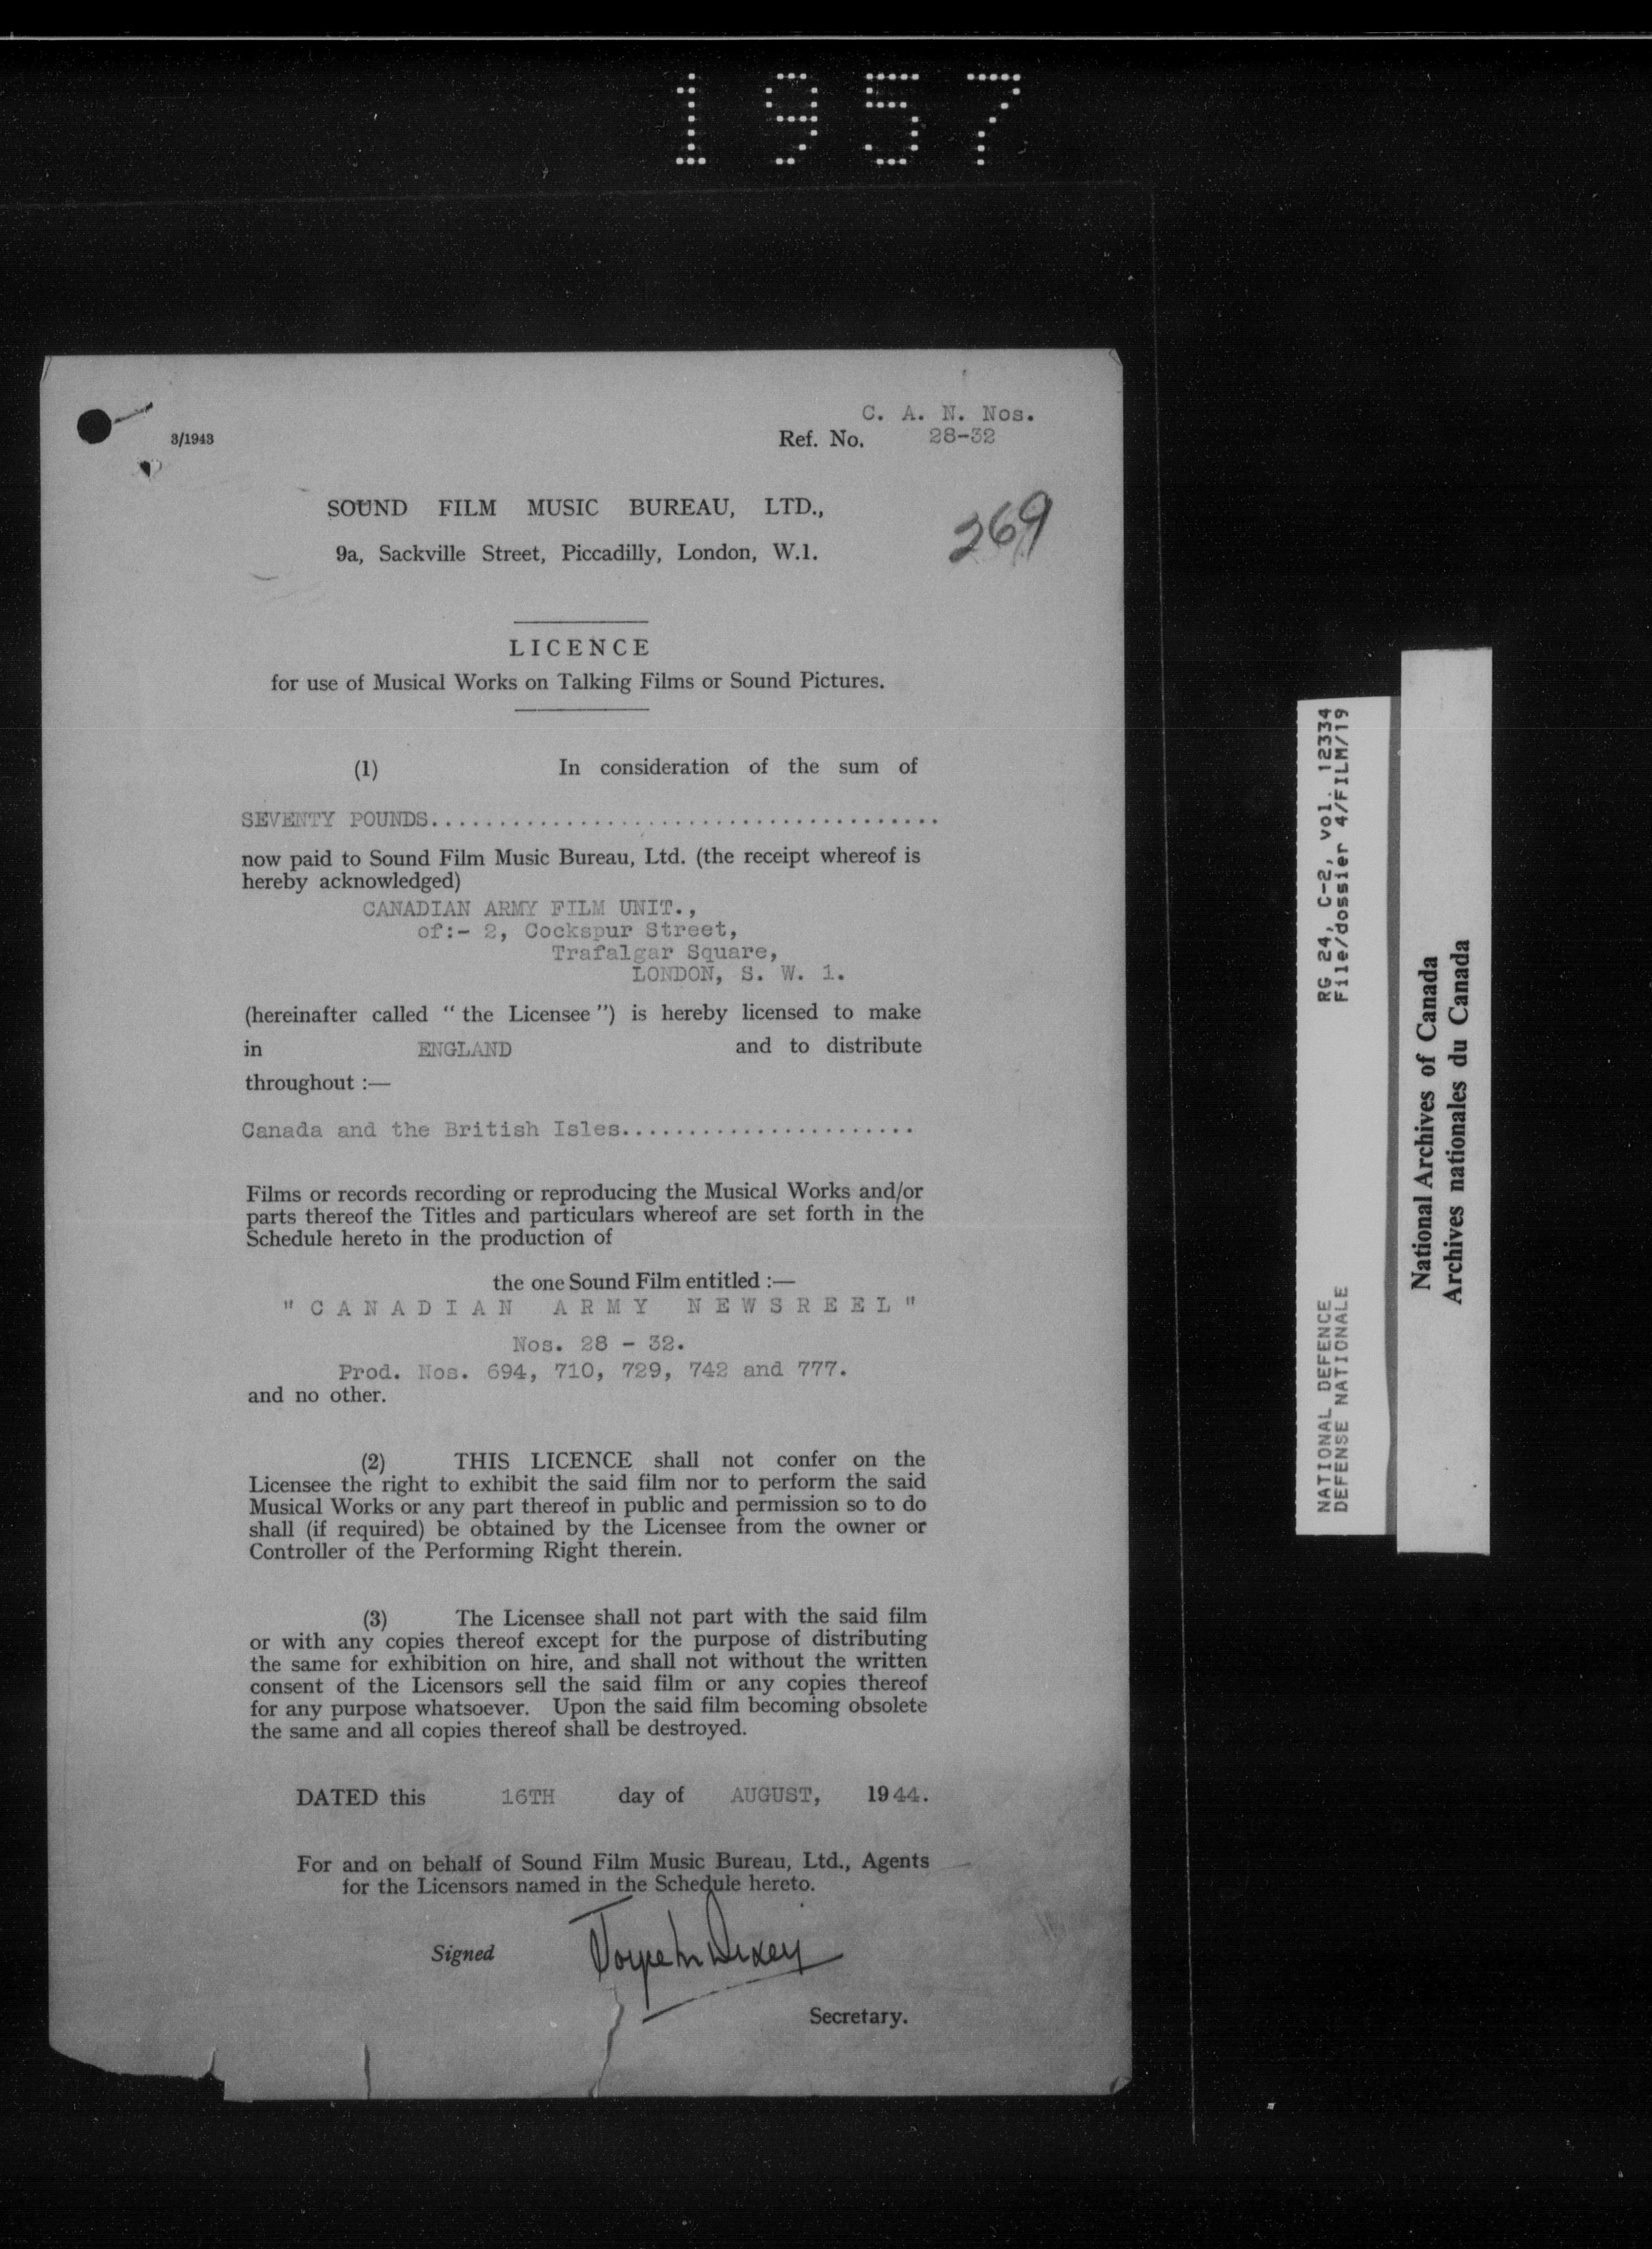 1957
C. A. N. Nos.
3/1943 Ref. No. 28-32
SOUND FILM MUSIC BUREAU, LTD.,
269
9a, Sackville Street, Piccadilly, London, W.1.
LICENCE
for use of Musical Works on Talking Films or Sound Pictures.
(1) In consideration of the sum of
SEVENTY POUNDS......................................
now paid to Sound Film Music Bureau, Ltd. (the receipt whereof is
hereby acknowledged)
CANADIAN ARMY FILM UNIT.,
of:- 2, Cockspur Street,
Trafalgar Square,
LONDON, S. W. 1.
(hereinafter called “ the Licensee ”) is hereby licensed to make
in ENGLAND and to distribute
throughout :—
Canada and the British Isles......................
Films or records recording or reproducing the Musical Works and/or
parts thereof the Titles and particulars whereof are set forth in the
Schedule hereto in the production of
the one Sound Film entitled :—
" C A N A D I A N A R M Y N E W S R E E L "
Nos. 28 - 32.
Prod. Nos. 694, 710, 729, 742 and 777.
and no other.
(2) THIS LICENCE shall not confer on the
Licensee the right to exhibit the said film nor to perform the said
Musical Works or any part thereof in public and permission so to do
shall (if required) be obtained by the Licensee from the owner or
Controller of the Performing Right therein.
(3) The Licensee shall not part with the said film
or with any copies thereof except for the purpose of distributing
the same for exhibition on hire, and shall not without the written
consent of the Licensors sell the said film or any copies thereof
for any purpose whatsoever. Upon the said film becoming obsolete
the same and all copies thereof shall be destroyed.
DATED this 16TH day of AUGUST, 1944.
For and on behalf of Sound Film Music Bureau, Ltd., Agents
for the Licensors named in the Schedule hereto.
Signed
Secretary.
NATIONAL DEFENCE RG 24, C-2, vol. 12334
DEFENSE NATIONALE File/dossier 4/FILM/19
National Archives of Canada
Archives nationales du Canada